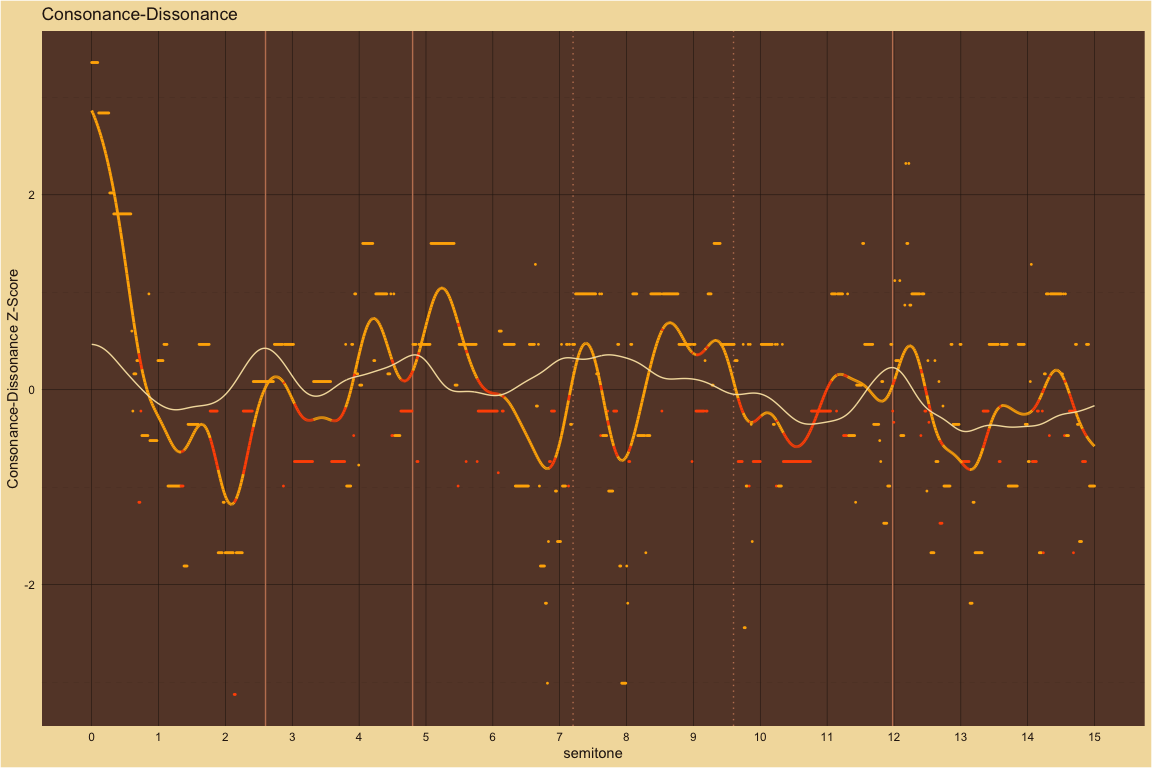 Consonance-Dissonance
Consonance-Dissonance Z-Score
2
0
-2
0 1 2 3 4 5 6 7 8 9 10 11 12 13 14 15
semitone